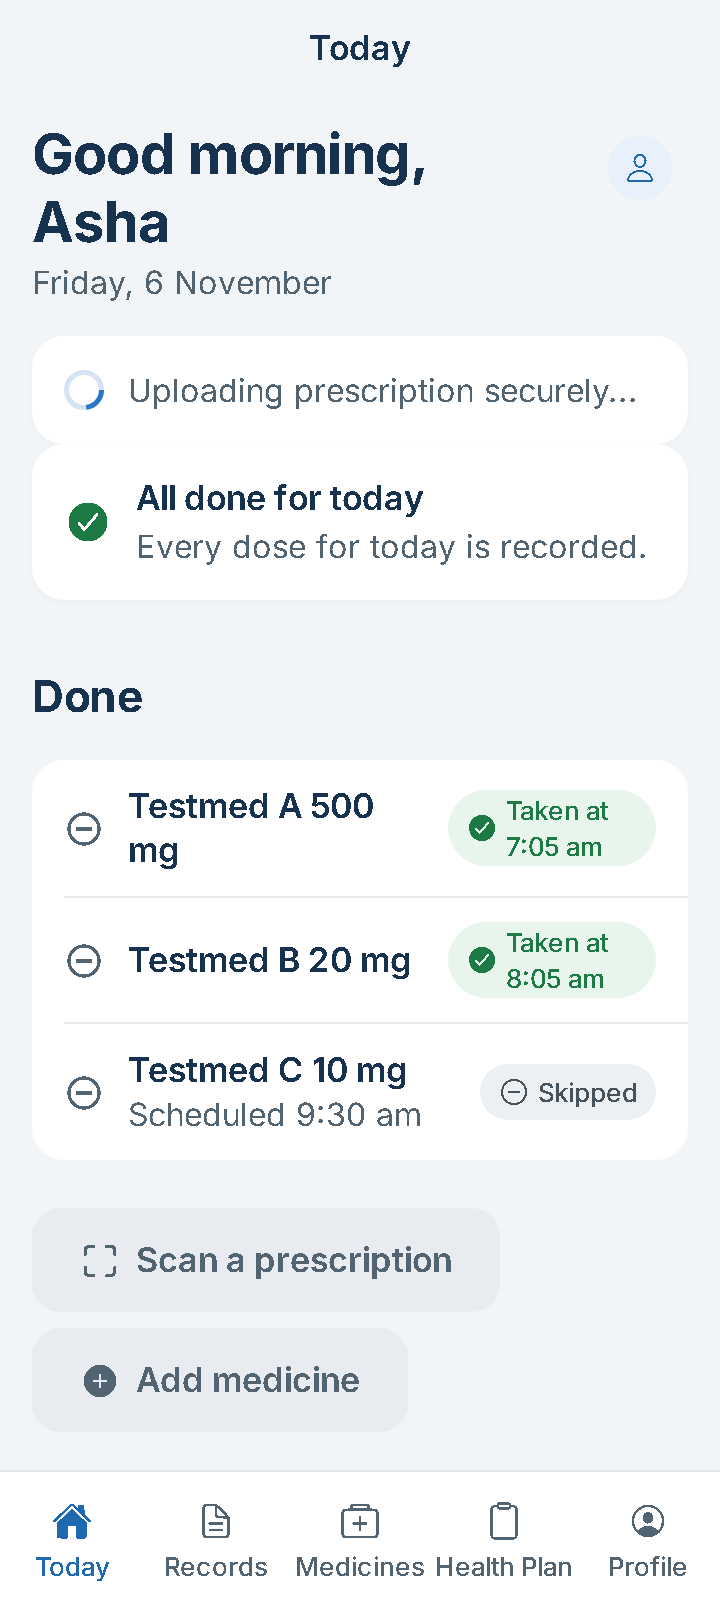 Today
Good morning,
Asha
Friday, 6 November
Uploading prescription securely...
All done for today
Every dose for today is recorded.
Done
Testmed A 500
mg
Taken at
7:05 am
Testmed B 20 mg
Taken at
8:05 am
Testmed C 10 mg
Scheduled 9:30 am
Skipped
Scan a prescription
Add medicine
Today
Records
Medicines
Health Plan
Profile